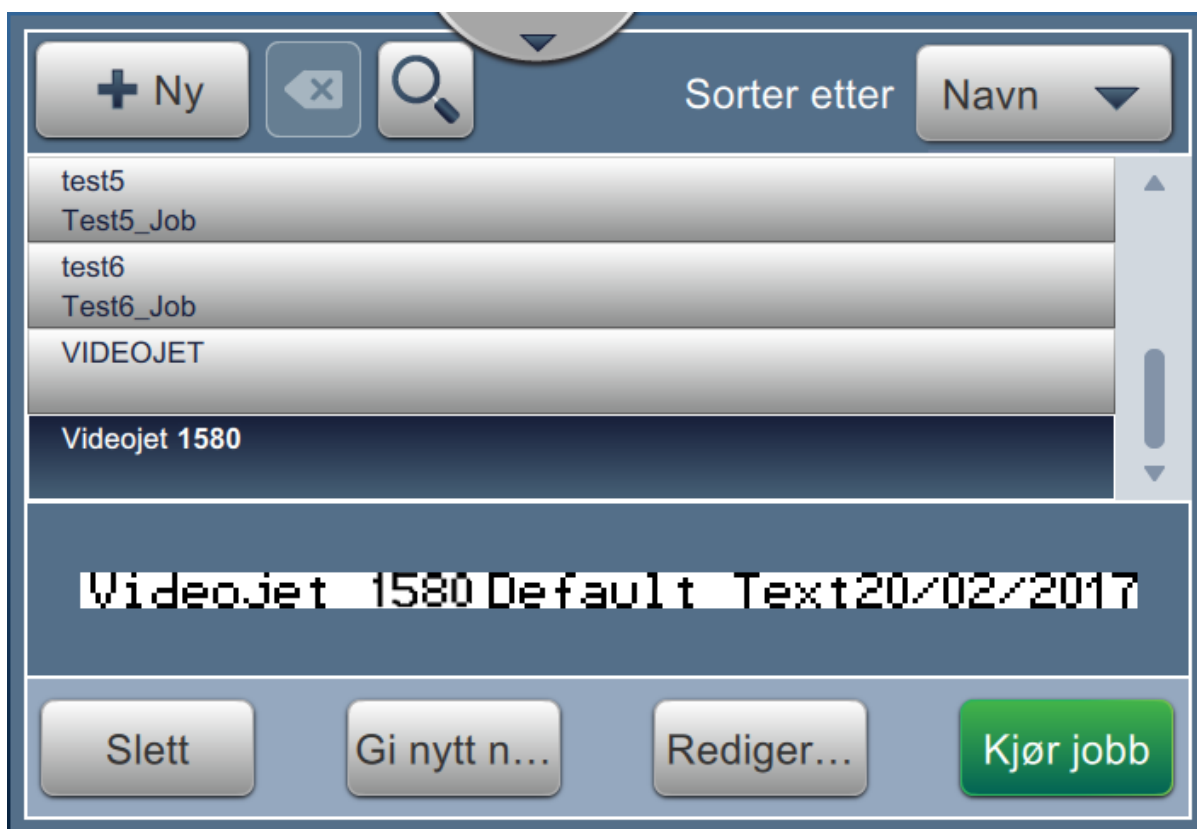 Ny
Sorter etter
Navn
test5
Test5_Job
test6
Test6_Job
VIDEOJET
Videojet 1580
Videojet 1580 Default Text20/02/2017
Slett
Gi nytt n...
Rediger...
Kjør jobb